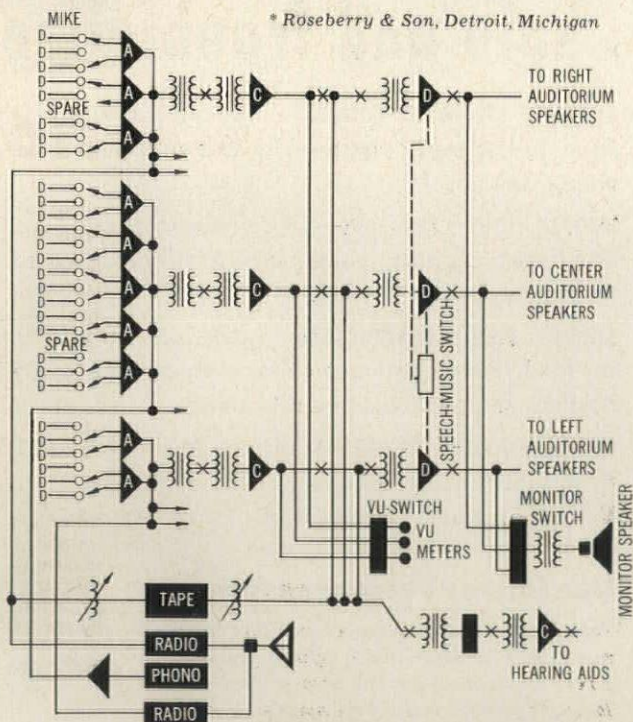 MIKE
* Roseberry & Son, Detroit, Michigan
D
D
A
D
D
A
C
D
TO RIGHT
AUDITORIUM
SPEAKERS
D
SPARE
D
D
A
D
D
D
A
D
D
D
A
D
D
D
A
C
D
TO CENTER
AUDITORIUM
SPEAKERS
D
D
A
D
SPARE
D
D
A
D
SPEECH-MUSIC SWITCH
D
D
A
D
D
D
A
D
C
D
TO LEFT
AUDITORIUM
SPEAKERS
VU-SWITCH
VU
METERS
MONITOR
SWITCH
MONITOR SPEAKER
TAPE
RADIO
PHONO
RADIO
C
TO
HEARING AIDS